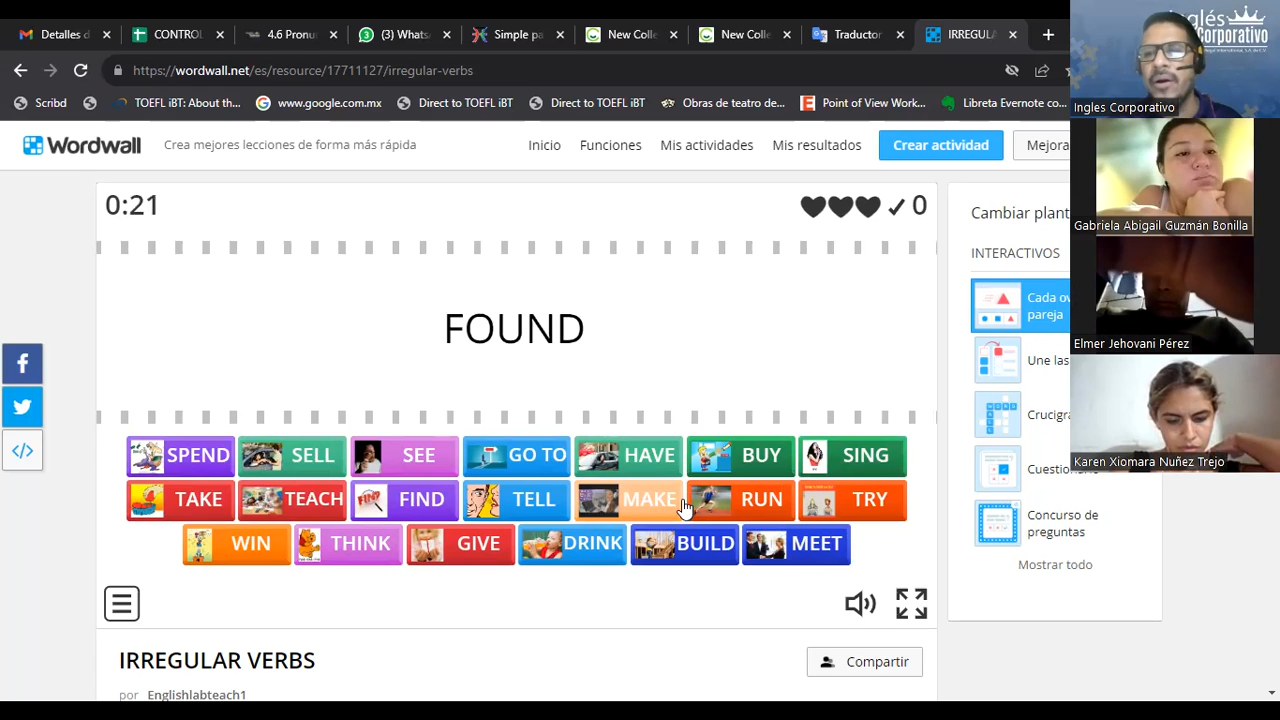 Detalles d
CONTROL
4.6 Pronu
(3) Whats
Simple pa
New Colle
New Colle
Traductor
IRREGULA
https://wordwall.net/es/resource/17711127/irregular-verbs
Scribd
TOEFL iBT: About th...
www.google.com.mx
Direct to TOEFL iBT
Direct to TOEFL iBT
Obras de teatro de...
Point of View Work...
Libreta Evernote co...
Wordwall
Crea mejores lecciones de forma más rápida
Inicio
Funciones
Mis actividades
Mis resultados
Crear actividad
Mejora
0:21
0
FOUND
SPEND SELL SEE GO TO HAVE BUY SING
TAKE TEACH FIND TELL MAKE RUN TRY
WIN THINK GIVE DRINK BUILD MEET
IRREGULAR VERBS
Compartir
por Englishlabteach1
Cambiar plant
INTERACTIVOS
Cada ov
pareja
Une las
Crucigra
Cuestion
Concurso de
preguntas
Mostrar todo
Inglés
Corporativo
Ingles Corporativo
Gabriela Abigail Guzmán Bonilla
Elmer Jehovani Pérez
Karen Xiomara Nuñez Trejo